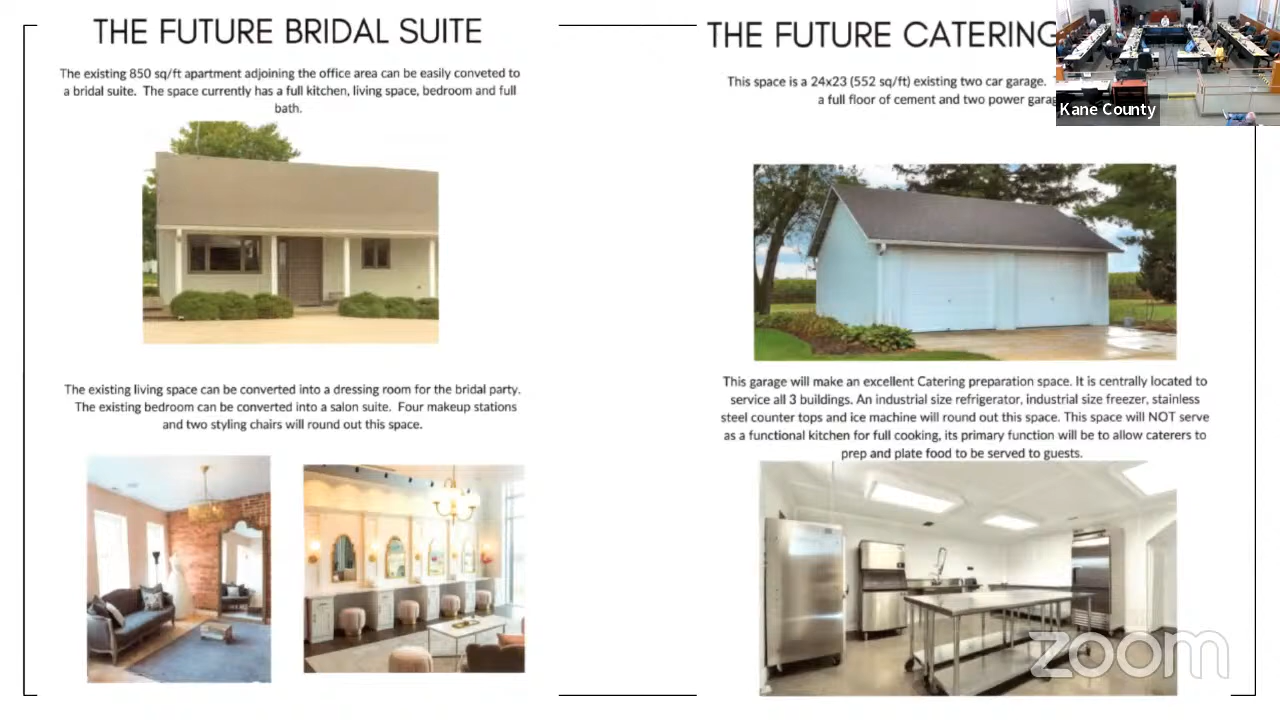 THE FUTURE BRIDAL SUITE
The existing 850 sq/ft apartment adjoining the office area can be easily conveted to
a bridal suite. The space currently has a full kitchen, living space, bedroom and full
bath.
The existing living space can be converted into a dressing room for the bridal party.
The existing bedroom can be converted into a salon suite. Four makeup stations
and two styling chairs will round out this space.
THE FUTURE CATERING
This space is a 24x23 (552 sq/ft) existing two car garage.
a full floor of cement and two power
This garage will make an excellent Catering preparation space. It is centrally located to
service all 3 buildings. An industrial size refrigerator, industrial size freezer, stainless
steel counter tops and ice machine will round out this space. This space will NOT serve
as a functional kitchen for full cooking, its primary function will be to allow caterers to
prep and plate food to be served to guests.
Kane County
zoom